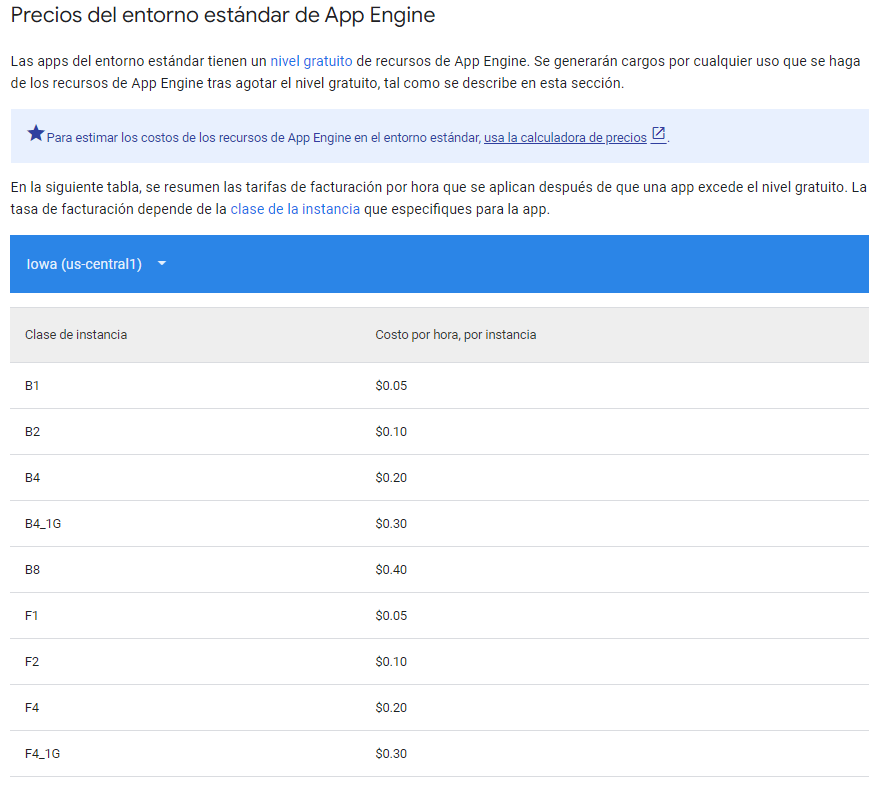 Precios del entorno estándar de App Engine
Las apps del entorno estándar tienen un nivel gratuito de recursos de App Engine. Se generarán cargos por cualquier uso que se haga
de los recursos de App Engine tras agotar el nivel gratuito, tal como se describe en esta sección.
Para estimar los costos de los recursos de App Engine en el entorno estándar, usa la calculadora de precios.
En la siguiente tabla, se resumen las tarifas de facturación por hora que se aplican después de que una app excede el nivel gratuito. La
tasa de facturación depende de la clase de la instancia que especifiques para la app.
Iowa (us-central1)
Clase de instancia Costo por hora, por instancia
B1 $0.05
B2 $0.10
B4 $0.20
B4_1G $0.30
B8 $0.40
F1 $0.05
F2 $0.10
F4 $0.20
F4_1G $0.30